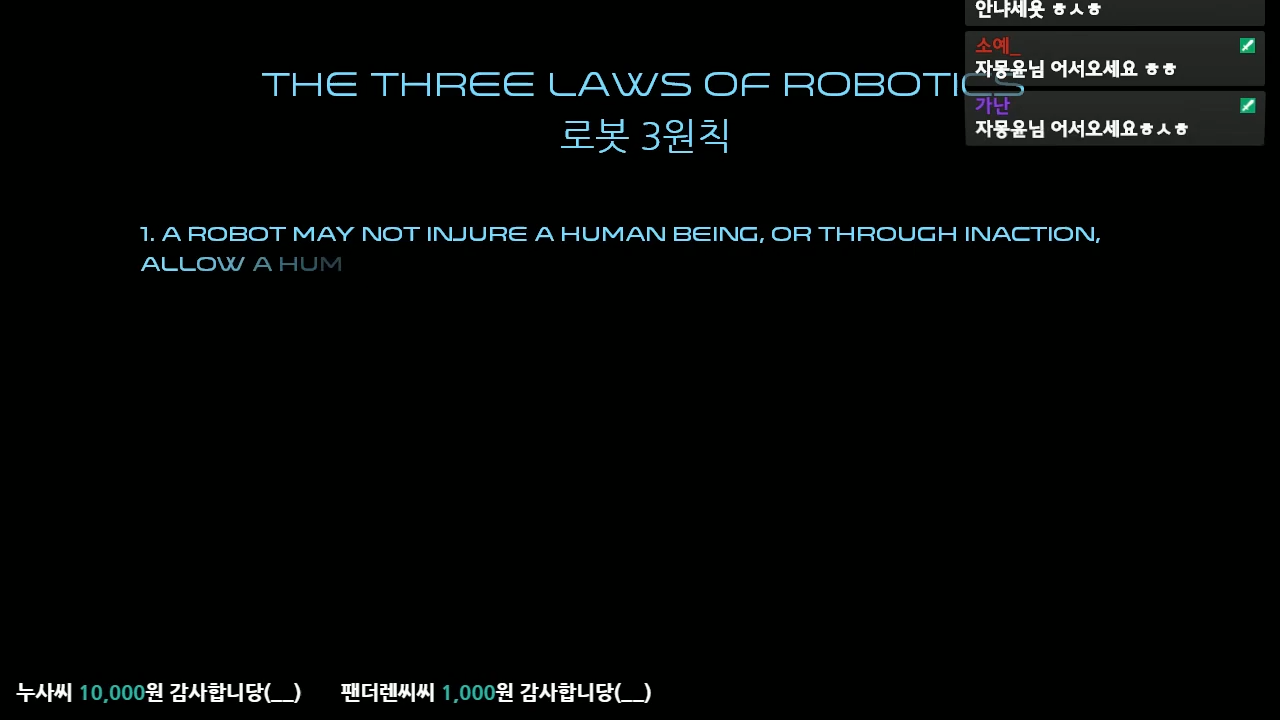 안냐세욧 ㅎㅅㅎ
소예_
자몽윤님 어서오세요 ㅎㅎ
가난
자몽윤님 어서오세요ㅎㅅㅎ
THE THREE LAWS OF ROBOTICS
로봇 3원칙
1. A ROBOT MAY NOT INJURE A HUMAN BEING, OR THROUGH INACTION,
ALLOW A HUM
누사씨 10,000원 감사합니당(__) 팬더렌씨씨 1,000원 감사합니당(__)